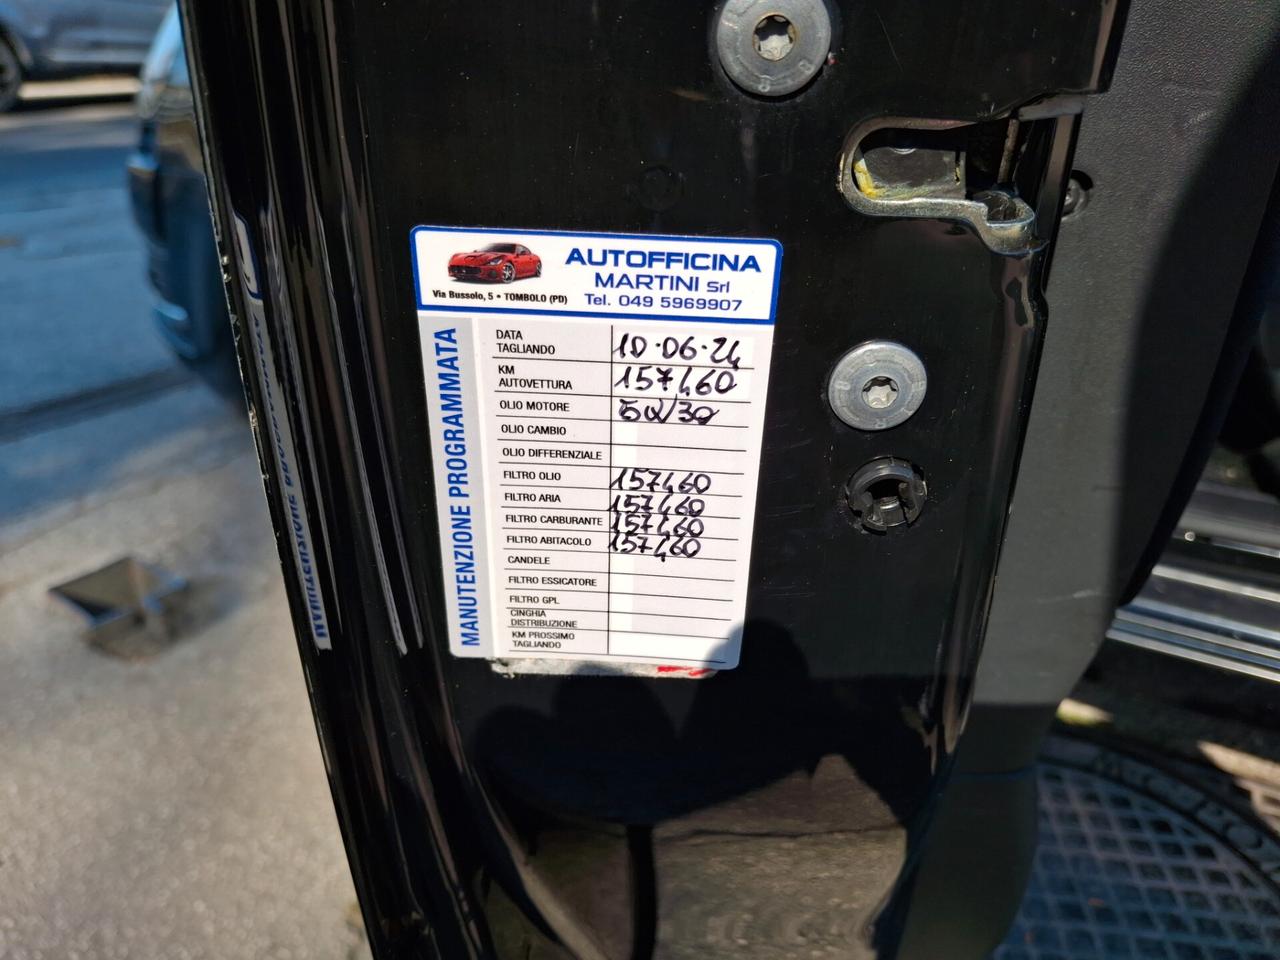 AUTOFFICINA
MARTINI Srl
Via Bussolo, 5 • TOMBOLO (PD)
Tel. 049 5969907
MANUTENZIONE PROGRAMMATA
DATA TAGLIANDO 10·06·24
KM AUTOVETTURA 157460
OLIO MOTORE 5W30
OLIO CAMBIO
OLIO DIFFERENZIALE
FILTRO OLIO 157460
FILTRO ARIA 157460
FILTRO CARBURANTE 157460
FILTRO ABITACOLO 157460
CANDELE
FILTRO ESSICATORE
FILTRO GPL
CINGHIA DISTRIBUZIONE
KM PROSSIMO TAGLIANDO